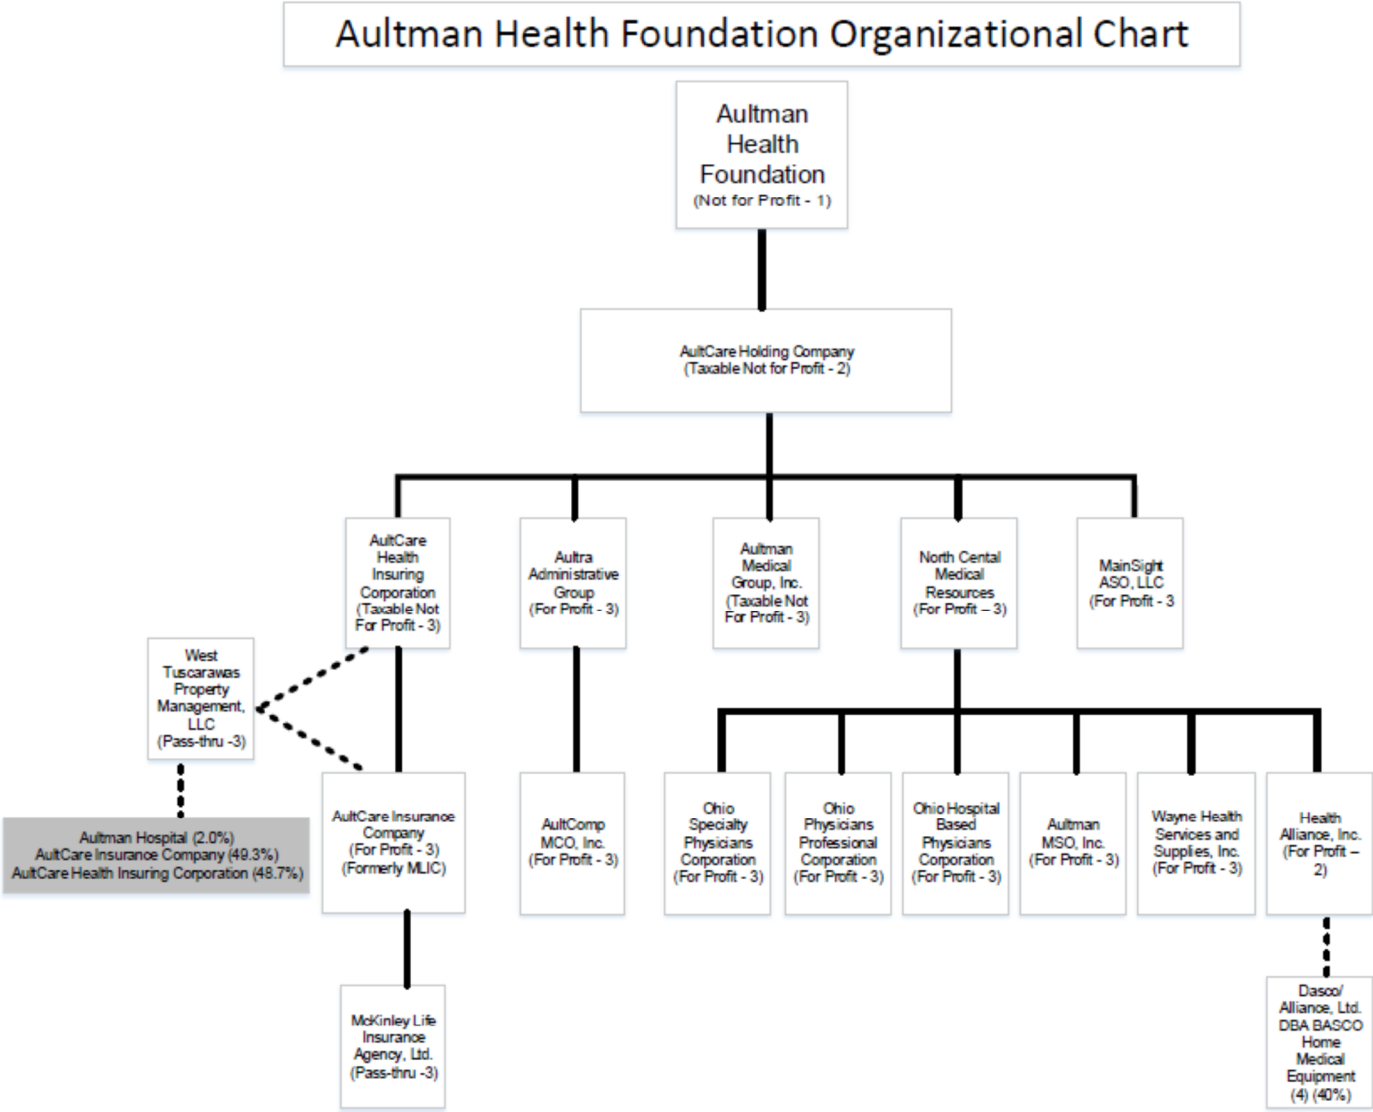 Aultman Health Foundation Organizational Chart
Aultman
Health
Foundation
(Not for Profit - 1)
AultCare Holding Company
(Taxable Not for Profit - 2)
AultCare
Health
Insuring
Corporation
(Taxable Not
For Profit - 3)
Aultra
Administrative
Group
(For Profit - 3)
Aultman
Medical
Group, Inc.
(Taxable Not
For Profit - 3)
North Cental
Medical
Resources
(For Profit – 3)
MainSight
ASO, LLC
(For Profit - 3
West
Tuscarawas
Property
Management,
LLC
(Pass-thru -3)
Aultman Hospital (2.0%)
AultCare Insurance Company (49.3%)
AultCare Health Insuring Corporation (48.7%)
AultCare Insurance
Company
(For Profit - 3)
(Formerly MLIC)
AultComp
MCO, Inc.
(For Profit - 3)
Ohio
Specialty
Physicians
Corporation
(For Profit - 3)
Ohio
Physicians
Professional
Corporation
(For Profit - 3)
Ohio Hospital
Based
Physicians
Corporation
(For Profit - 3)
Aultman
MSO, Inc.
(For Profit - 3)
Wayne Health
Services and
Supplies, Inc.
(For Profit - 3)
Health
Alliance, Inc.
(For Profit –
2)
McKinley Life
Insurance
Agency, Ltd.
(Pass-thru -3)
Dasco/
Alliance, Ltd.
DBA BASCO
Home
Medical
Equipment
(4) (40%)